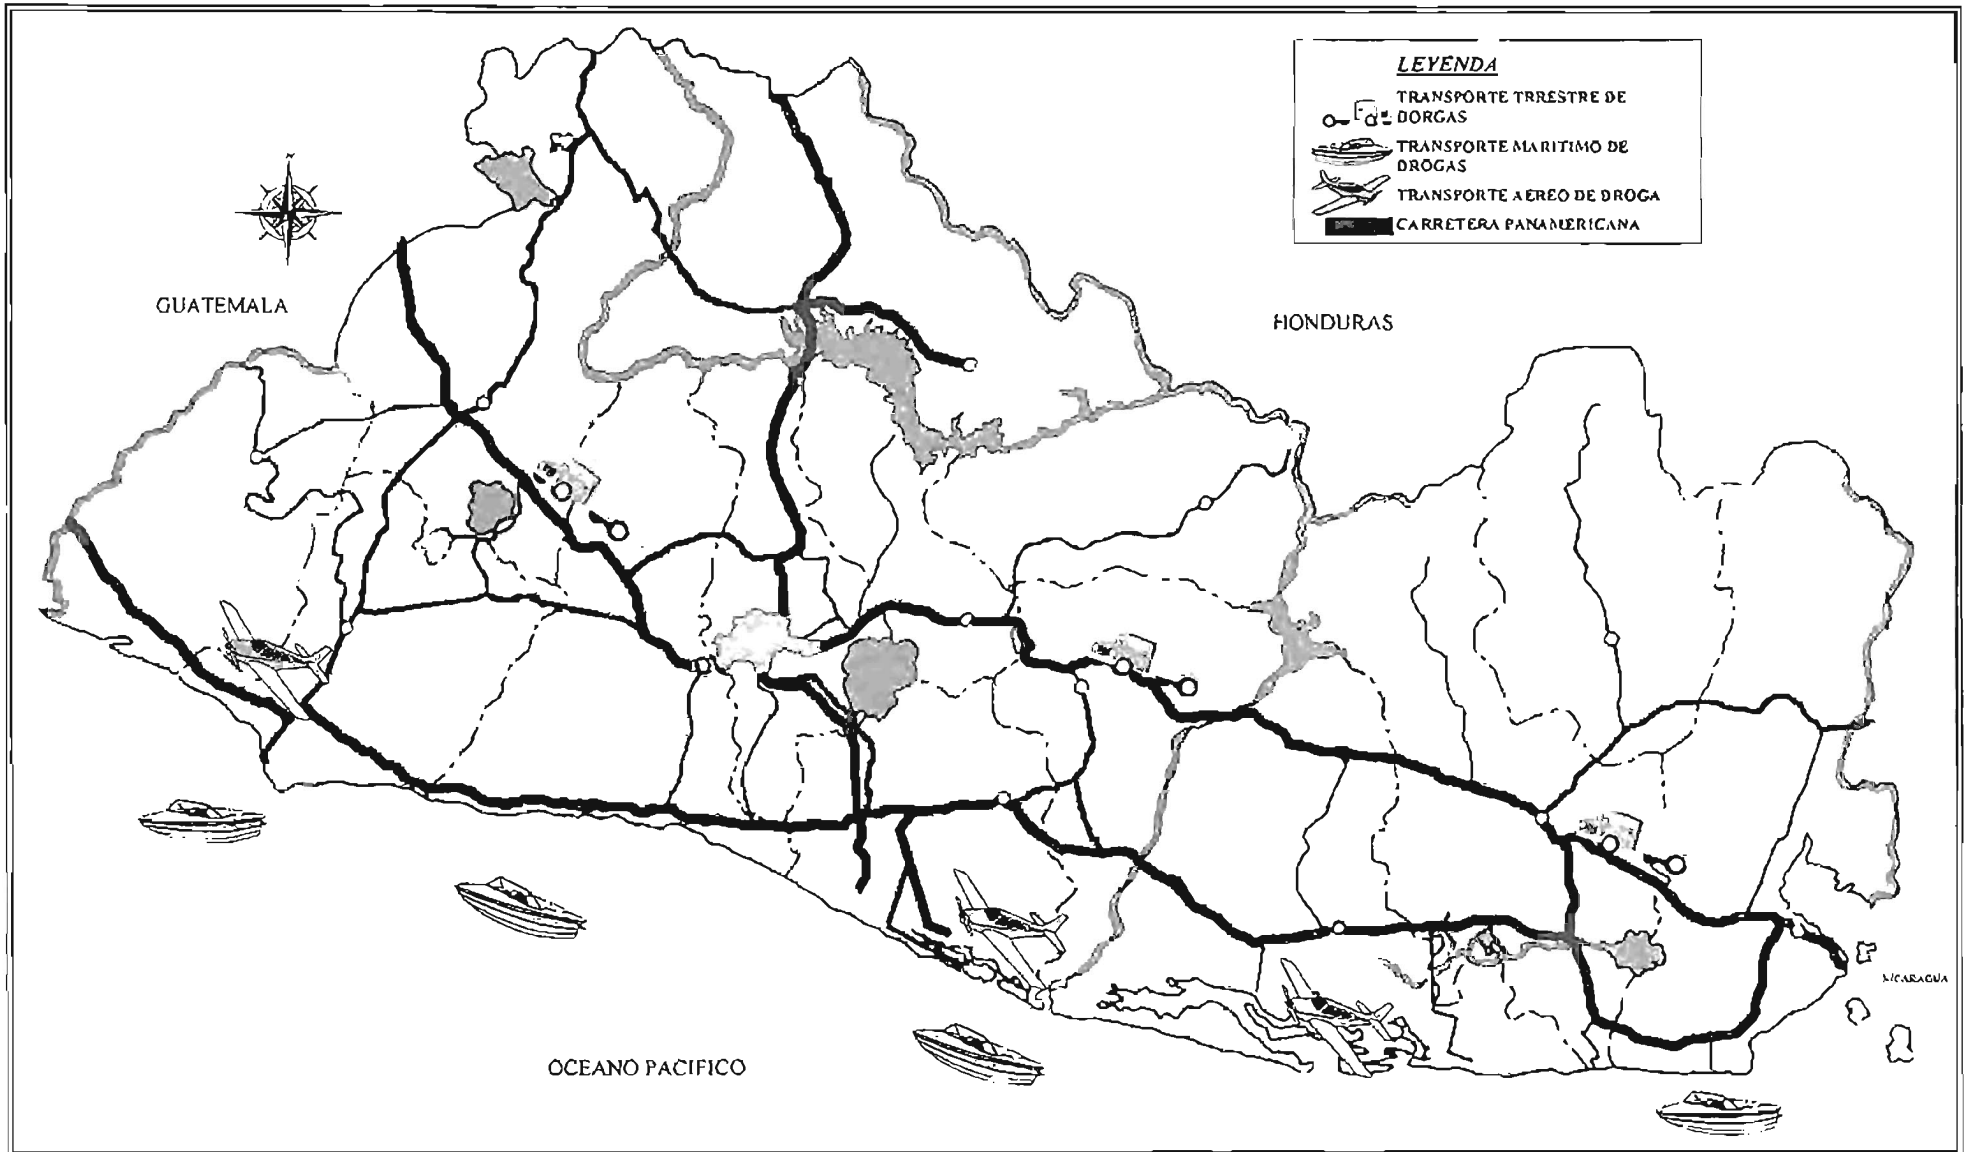 LEYENDA
TRANSPORTE TRRESTRE DE
DORGAS
TRANSPORTE MARITIMO DE
DROGAS
TRANSPORTE AEREO DE DROGA
CARRETERA PANAMERICANA
GUATEMALA
HONDURAS
NICARAGUA
OCEANO PACIFICO